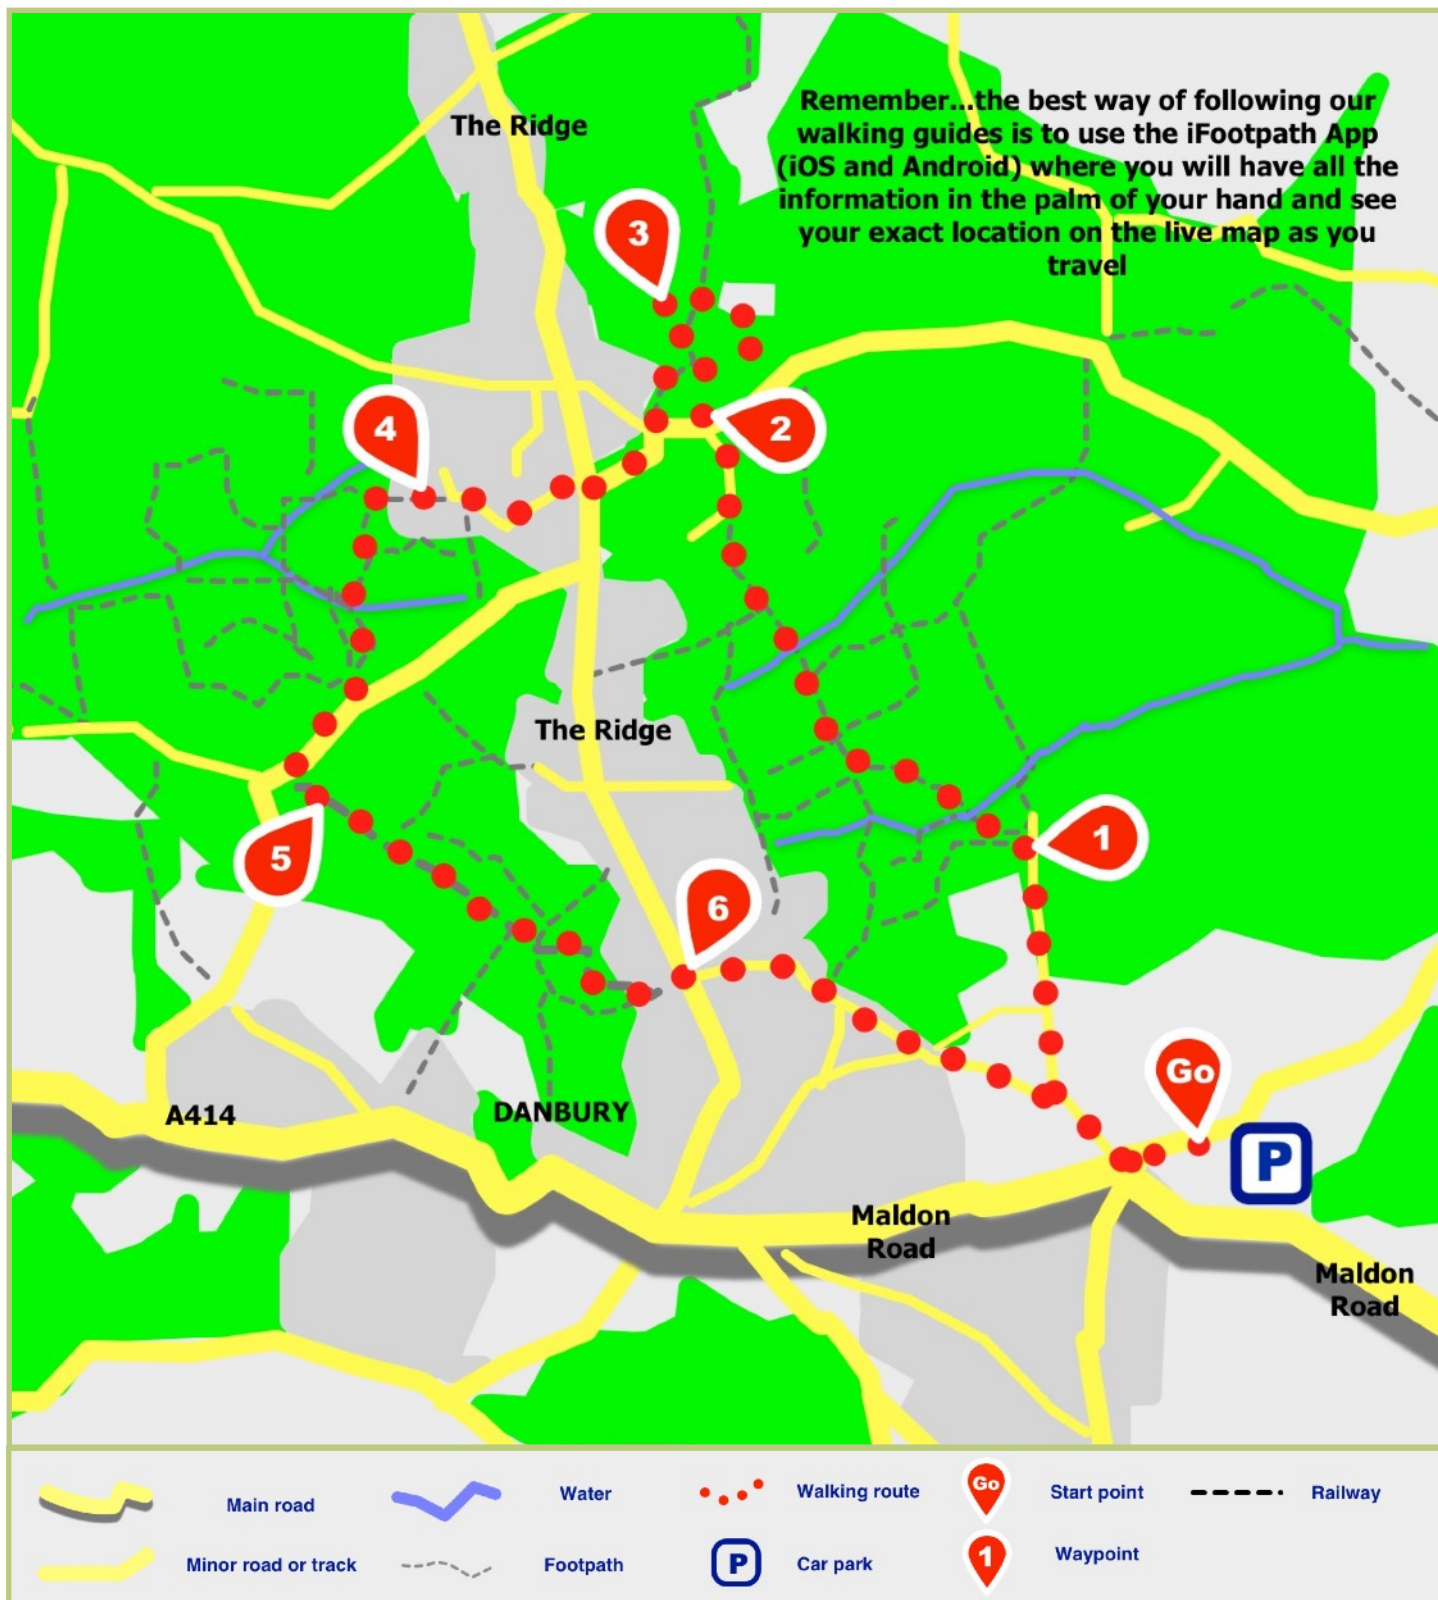 Remember...the best way of following our
walking guides is to use the iFootpath App
(iOS and Android) where you will have all the
information in the palm of your hand and see
your exact location on the live map as you
travel
The Ridge
3
4
2
The Ridge
1
5
6
Go
P
A414
DANBURY
Maldon
Road
Maldon
Road
Main road
Water
Walking route
Go
Start point
Railway
Minor road or track
Footpath
P
Car park
1
Waypoint